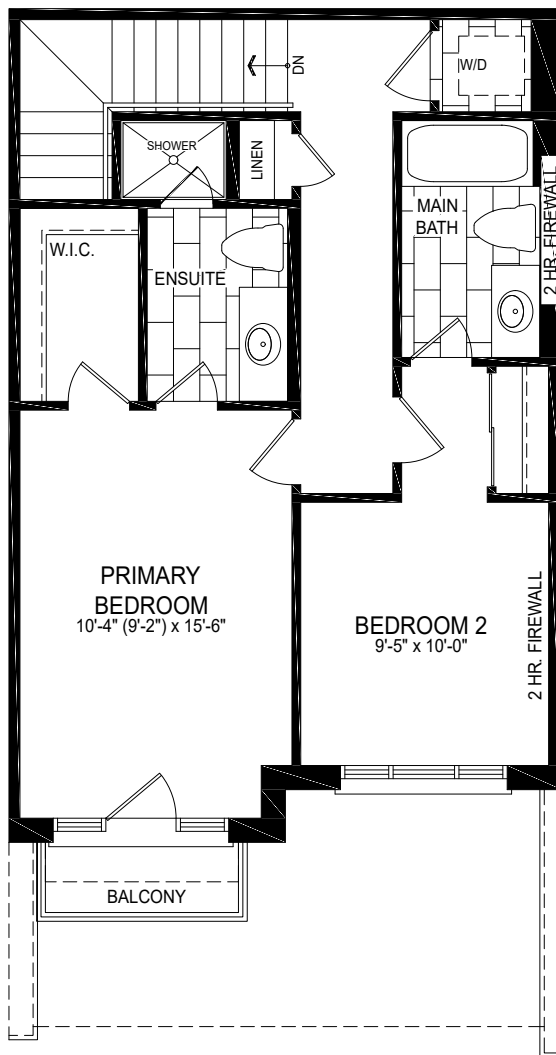 DN
W/D
SHOWER
LINEN
2 HR. FIREWALL
MAIN
BATH
W.I.C.
ENSUITE
PRIMARY
BEDROOM
10'-4" (9'-2") x 15'-6"
BEDROOM 2
9'-5" x 10'-0"
2 HR. FIREWALL
BALCONY